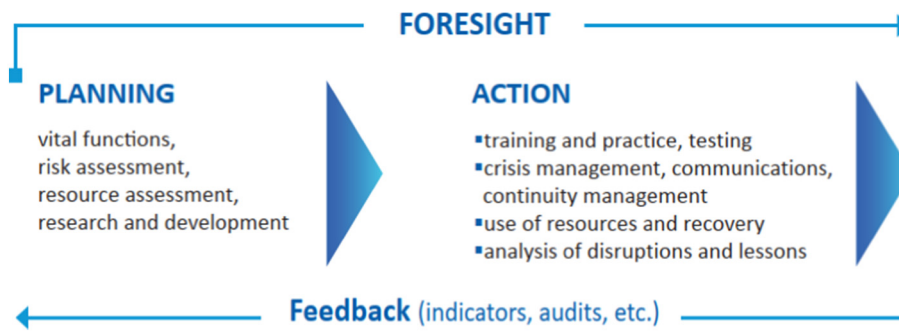 FORESIGHT
PLANNING
vital functions,
risk assessment,
resource assessment,
research and development
ACTION
▪training and practice, testing
▪crisis management, communications,
continuity management
▪use of resources and recovery
▪analysis of disruptions and lessons
Feedback (indicators, audits, etc.)